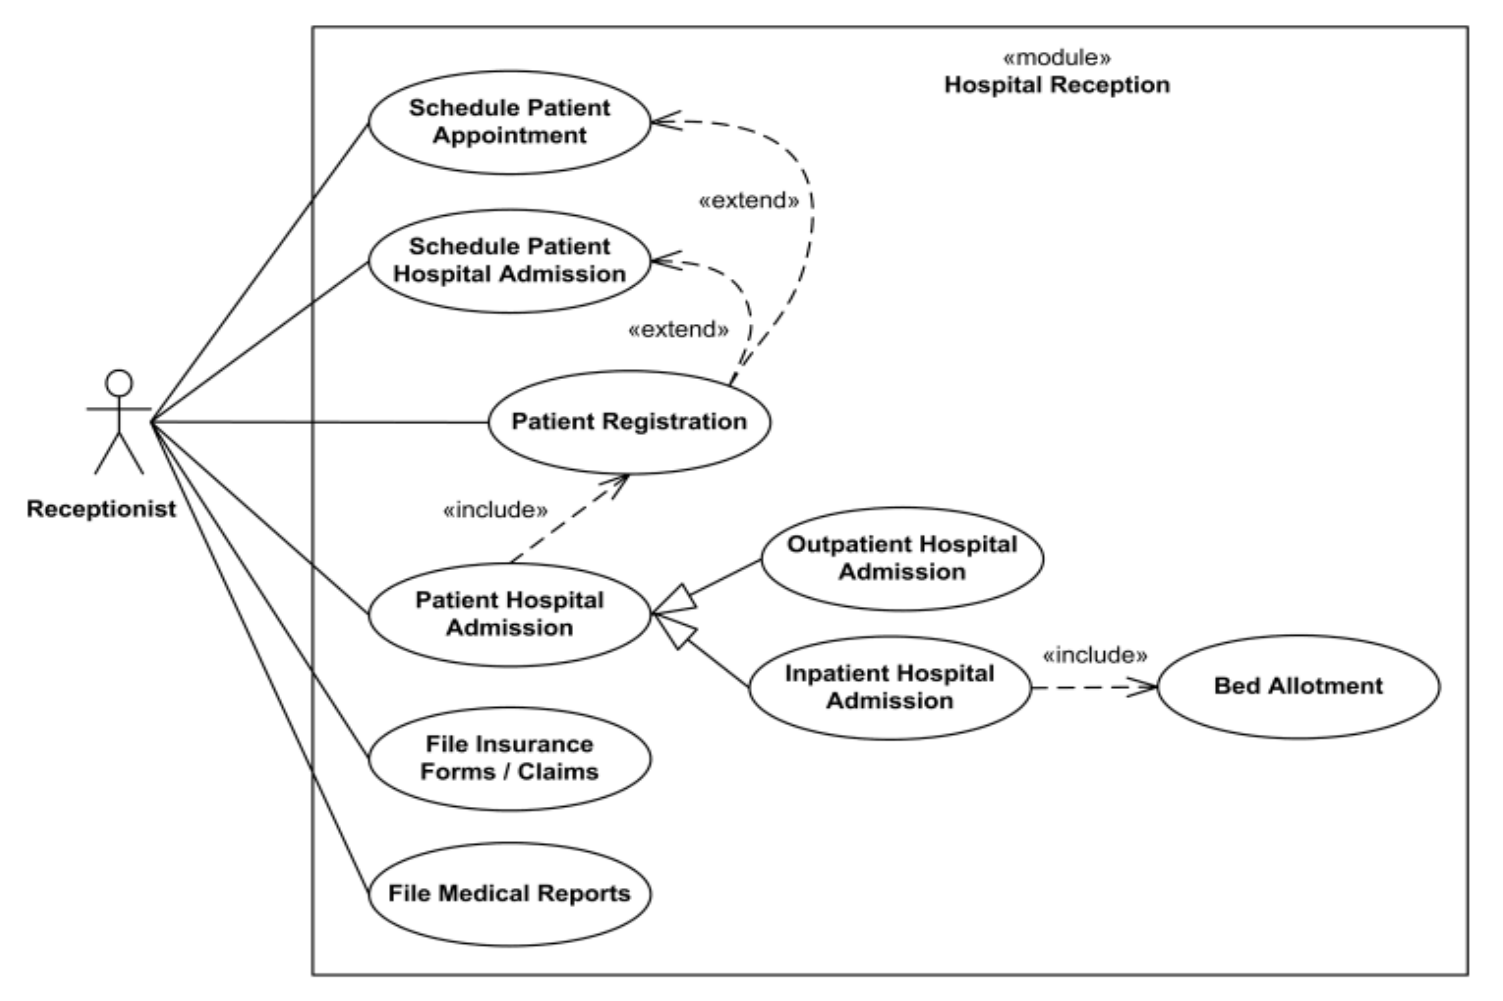 «module»
Hospital Reception
Schedule Patient
Appointment
«extend»
Schedule Patient
Hospital Admission
«extend»
Patient Registration
Receptionist
«include»
Outpatient Hospital
Admission
Patient Hospital
Admission
Inpatient Hospital
Admission
«include»
Bed Allotment
File Insurance
Forms / Claims
File Medical Reports